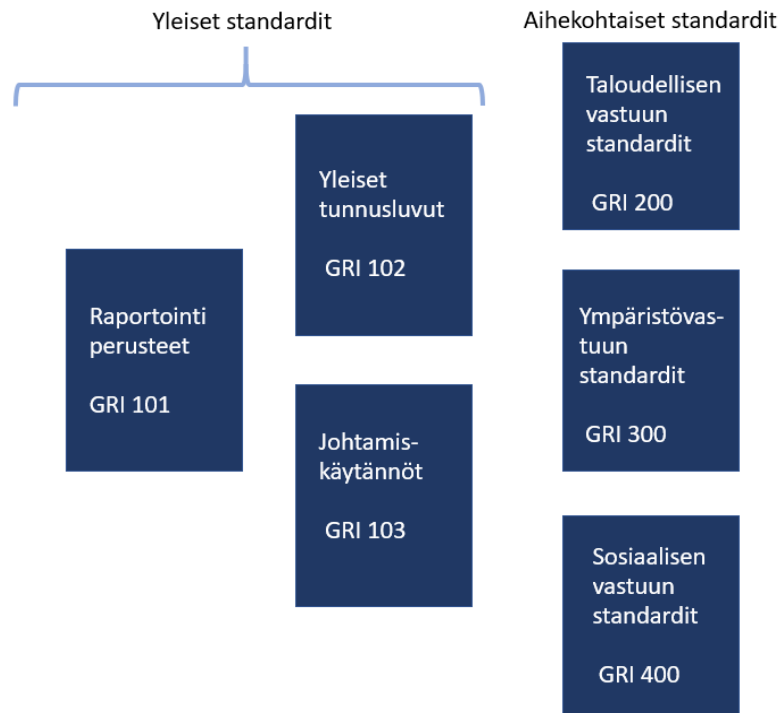 Yleiset standardit
Raportointi
perusteet
GRI 101
Yleiset
tunnusluvut
GRI 102
Johtamis-
käytännöt
GRI 103
Aihekohtaiset standardit
Taloudellisen
vastuun
standardit
GRI 200
Ympäristövas-
tuun
standardit
GRI 300
Sosiaalisen
vastuun
standardit
GRI 400